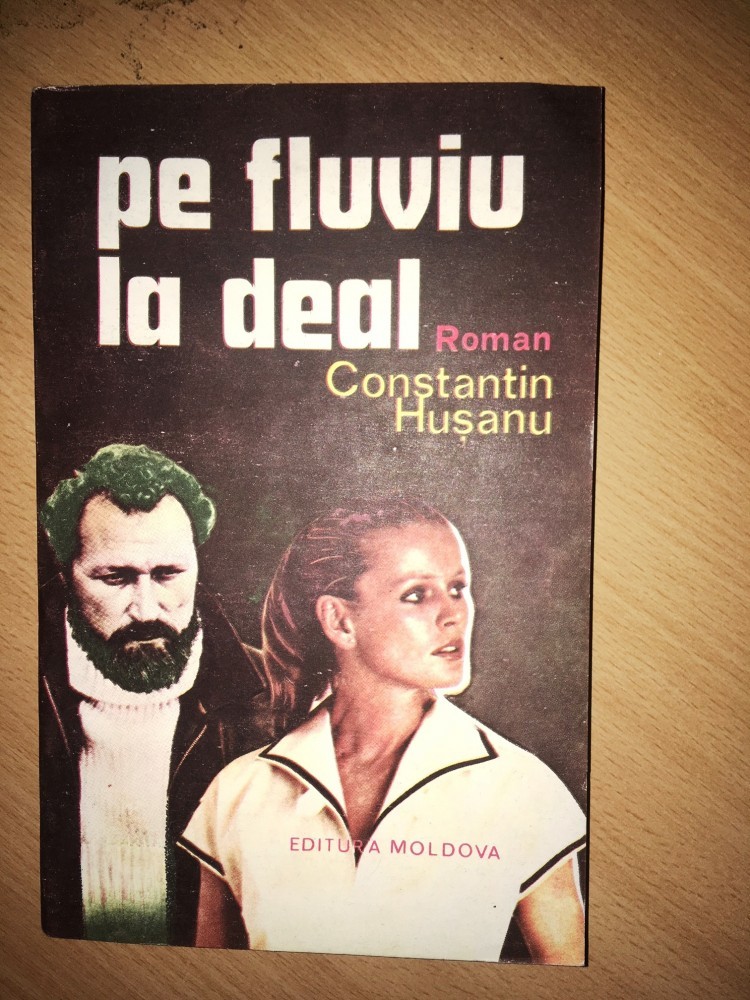 pe fluviu
la deal
Roman
Constantin
Hușanu
EDITURA MOLDOVA